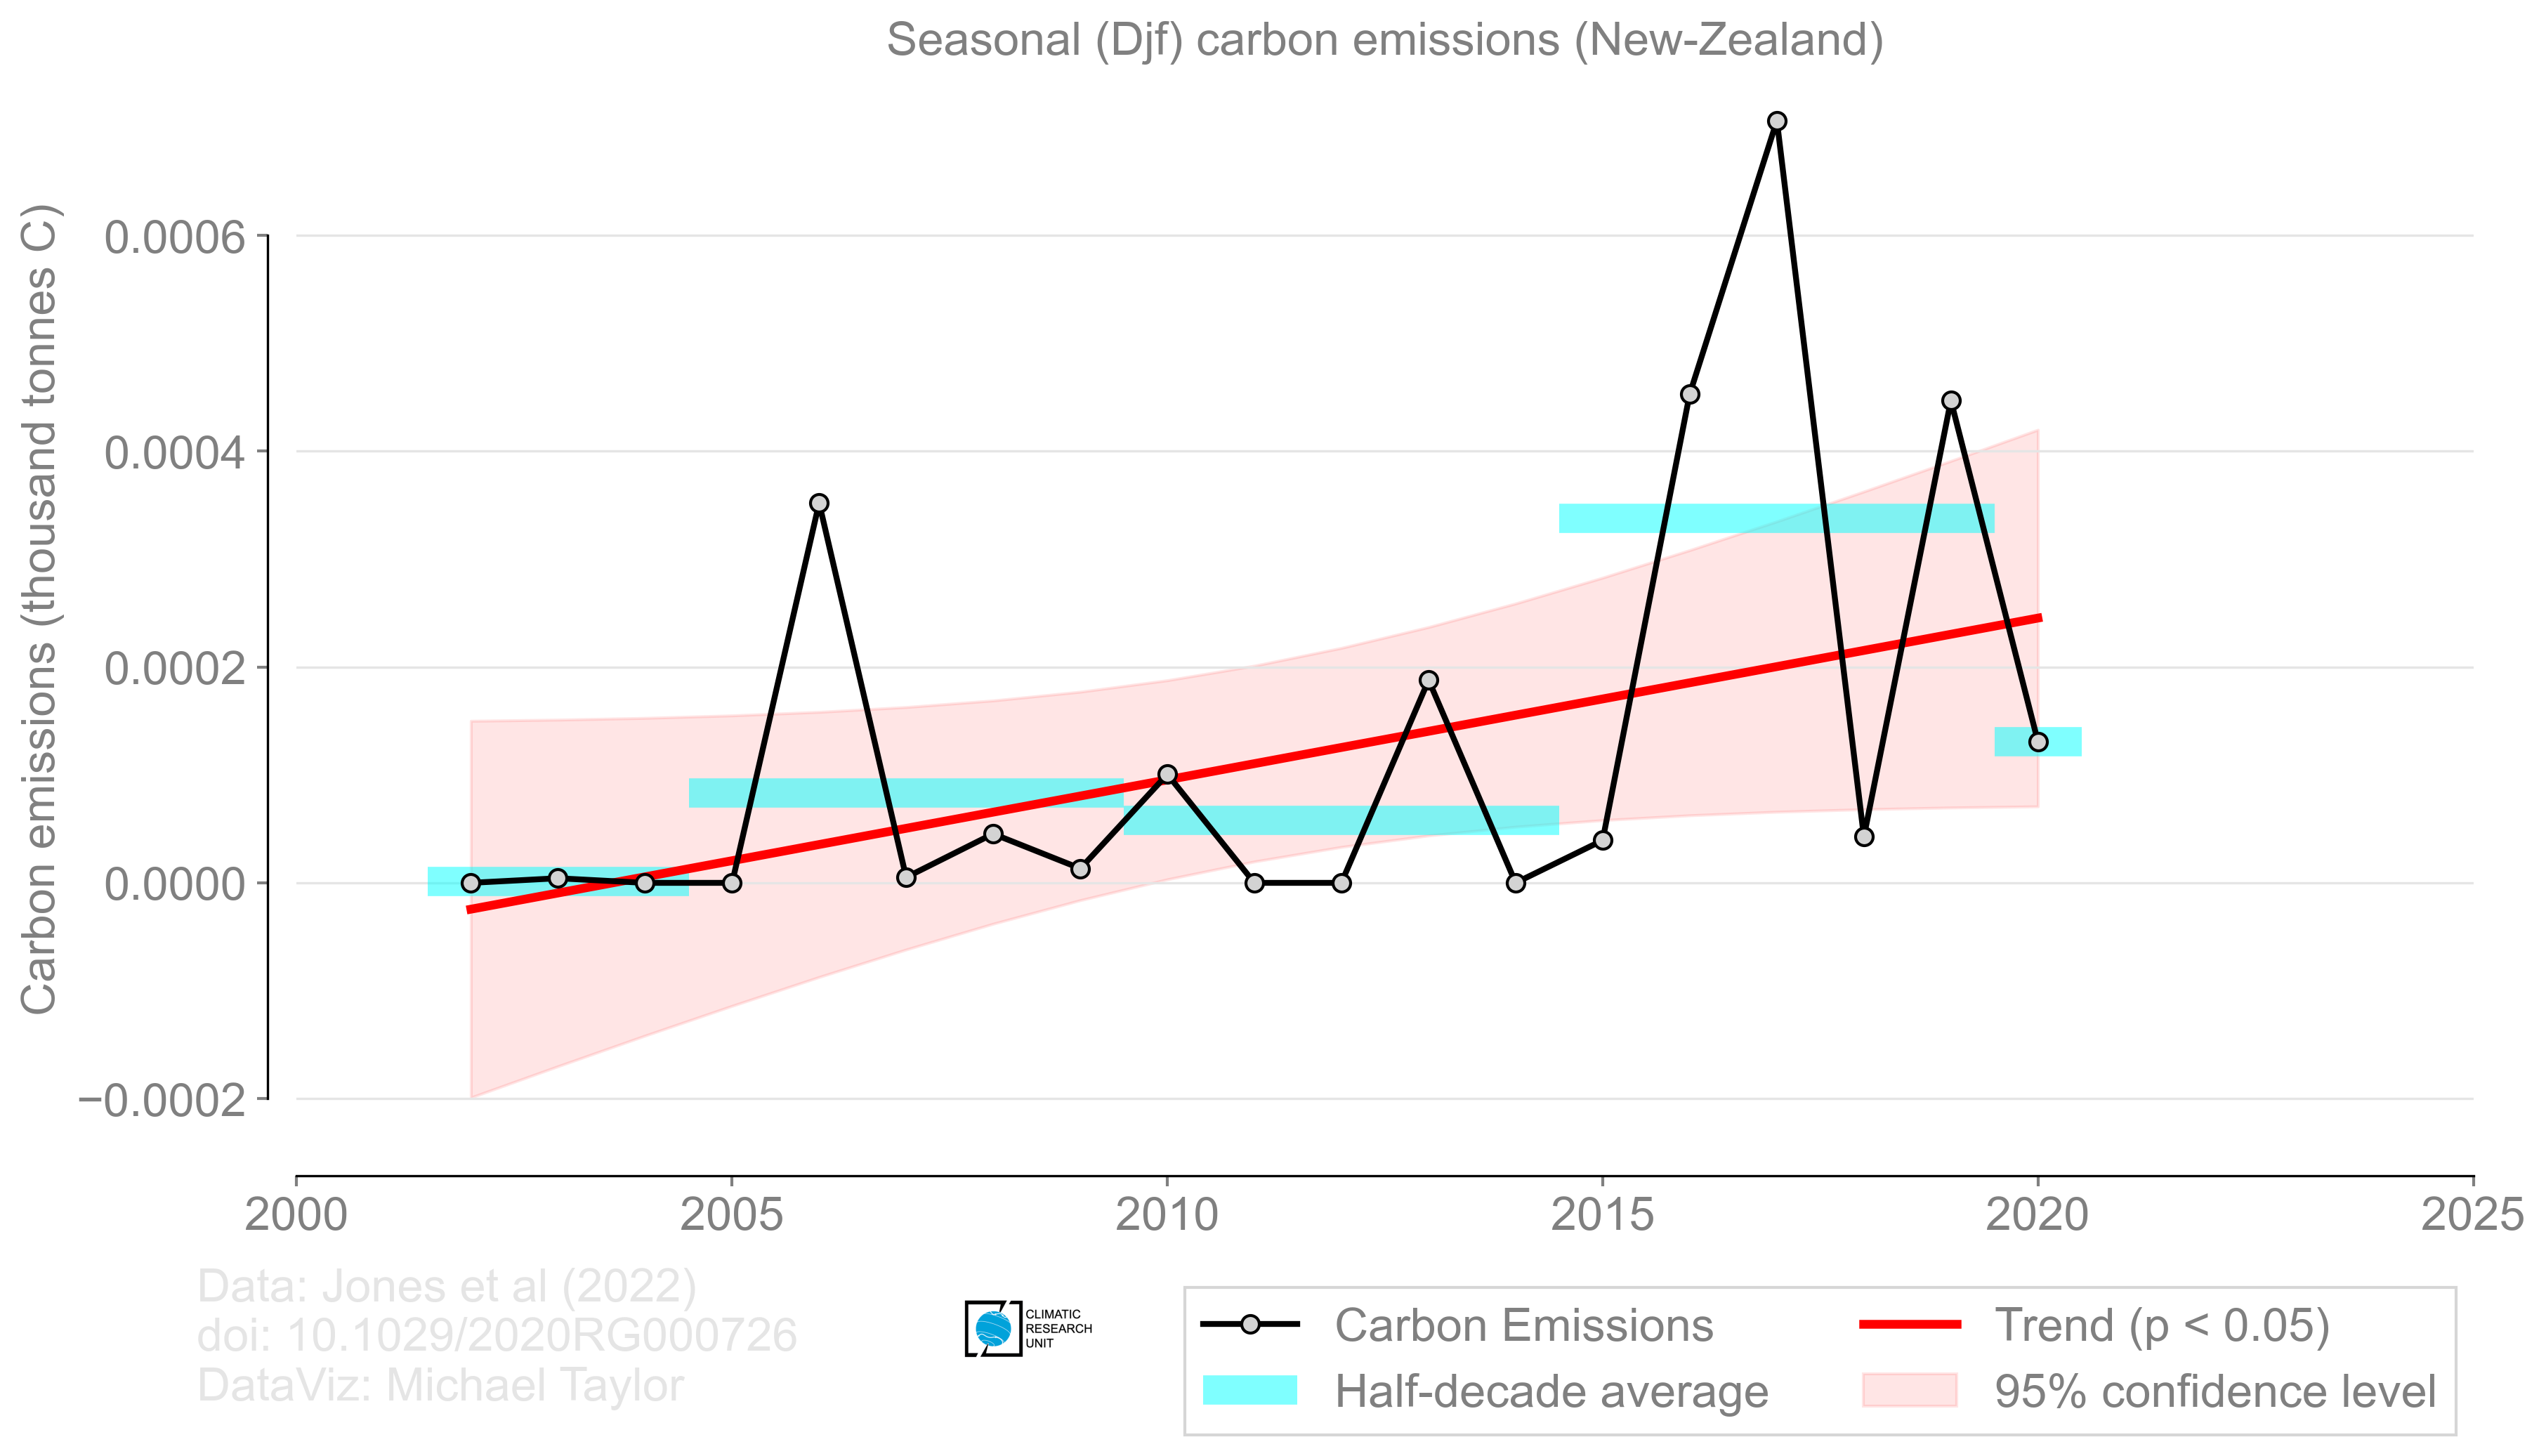 Seasonal (Djf) carbon emissions (New-Zealand)
Carbon emissions (thousand tonnes C)
0.0006
0.0004
0.0002
0.0000
−0.0002
2000 2005 2010 2015 2020 2025
Data: Jones et al (2022)
doi: 10.1029/2020RG000726
DataViz: Michael Taylor
CLIMATIC
RESEARCH
UNIT
Carbon Emissions
Half-decade average
Trend (p < 0.05)
95% confidence level